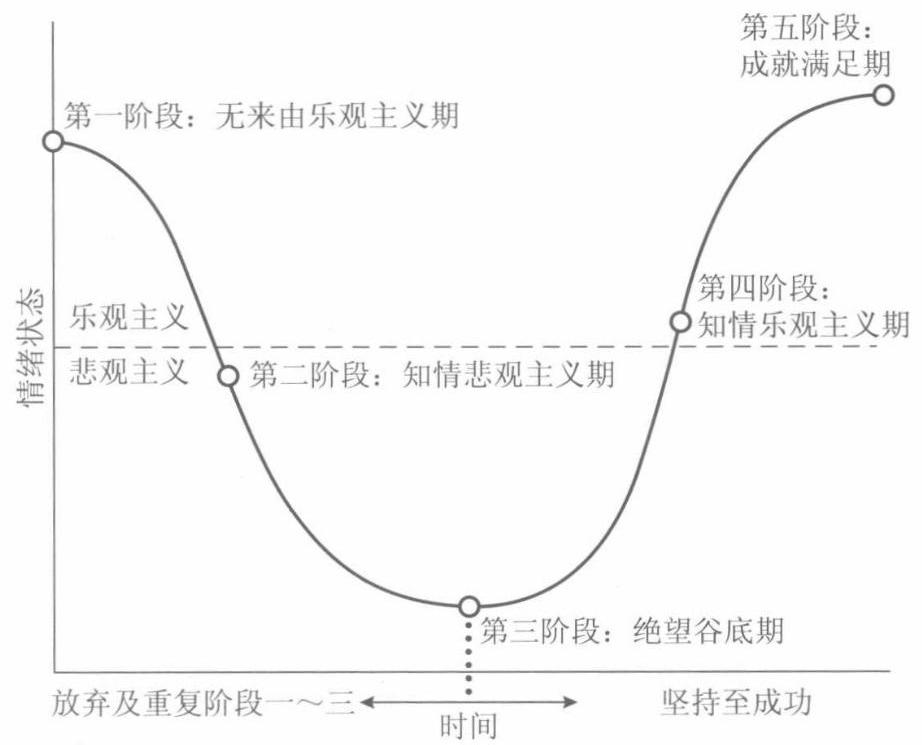 第五阶段：
成就满足期
第一阶段：无来由乐观主义期
第四阶段：
知情乐观主义期
乐观主义
悲观主义
第二阶段：知情悲观主义期
情绪状态
第三阶段：绝望谷底期
放弃及重复阶段一～三
时间
坚持至成功